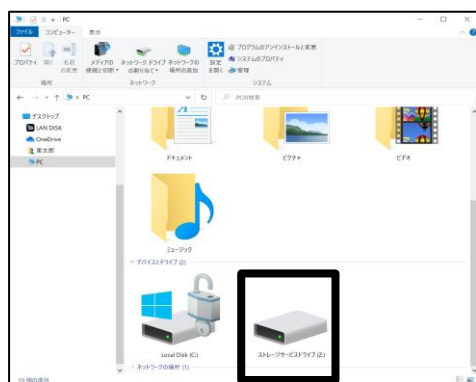 PC
ファイル コンピューター 表示
プロパティ 開く 名前の変更 メディアの接続と切断 ネットワーク ドライブの割り当て ネットワークの場所の追加 設定を開く プログラムのアンインストールと変更
システムのプロパティ
管理
場所 ネットワーク システム
PC PCの検索
デスクトップ
LAN DISK
OneDrive
PC
ドキュメント ピクチャ ビデオ
ミュージック
デバイスとドライブ (2)
Local Disk (C:) ストレージサービスドライブ (Z:)
ネットワークの場所 (1)
10 個の項目